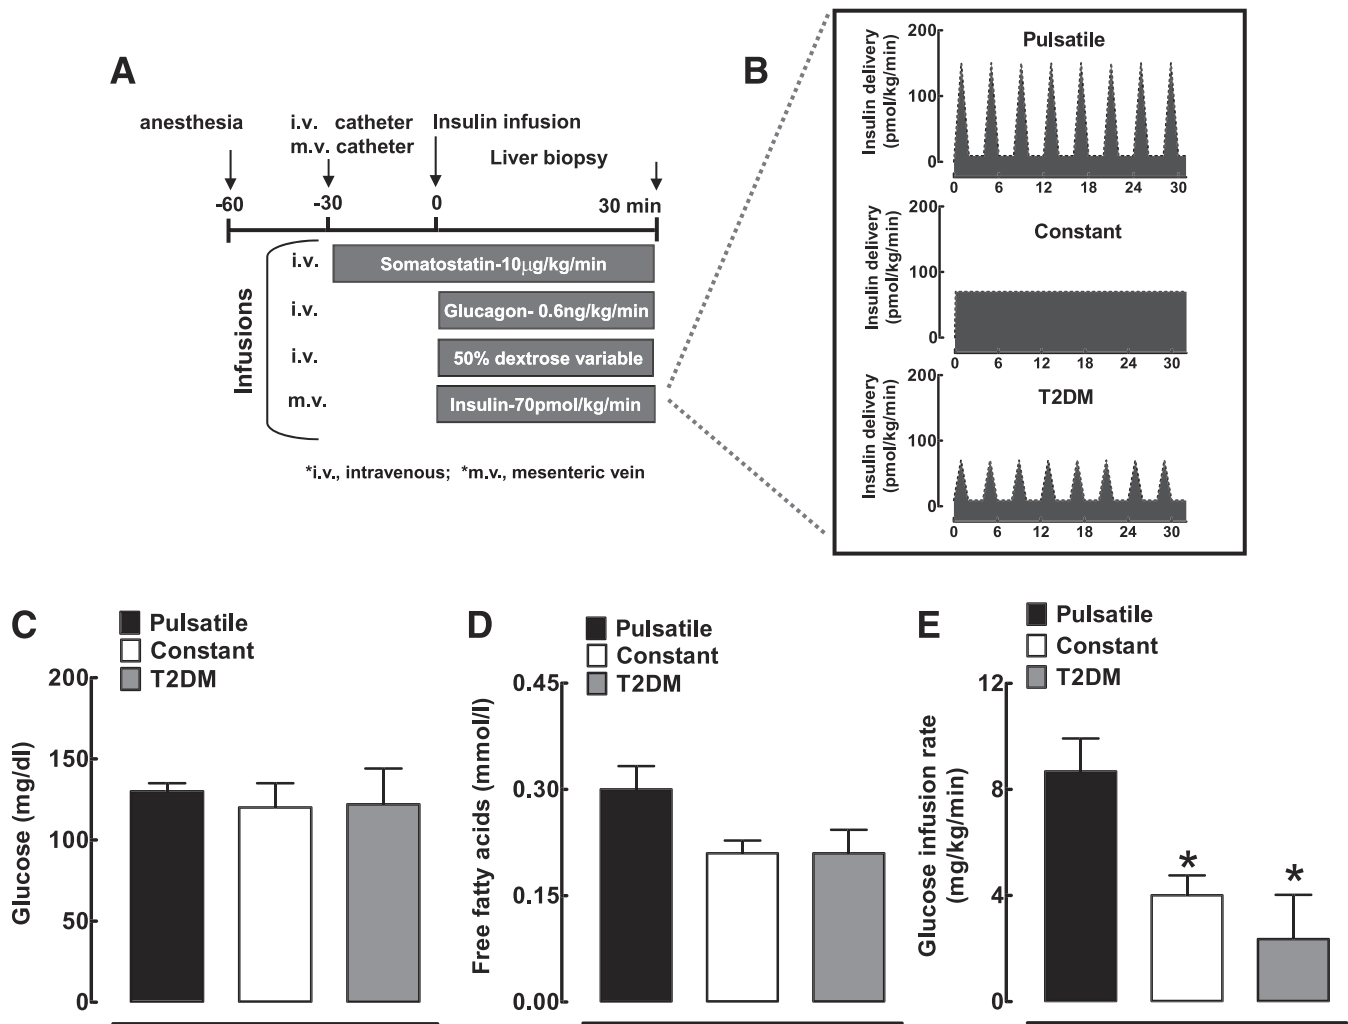 A
anesthesia
i.v. catheter
m.v. catheter
Insulin infusion
Liver biopsy
-60
-30
0
30 min
Infusions
i.v.
Somatostatin-10µg/kg/min
i.v.
Glucagon- 0.6ng/kg/min
i.v.
50% dextrose variable
m.v.
Insulin-70pmol/kg/min
*i.v., intravenous; *m.v., mesenteric vein
B
Pulsatile
Insulin delivery
(pmol/kg/min)
200
100
0
0 6 12 18 24 30
Constant
Insulin delivery
(pmol/kg/min)
200
100
0
0 6 12 18 24 30
T2DM
Insulin delivery
(pmol/kg/min)
200
100
0
0 6 12 18 24 30
C
Pulsatile
Constant
T2DM
Glucose (mg/dl)
200
150
100
50
0
D
Pulsatile
Constant
T2DM
Free fatty acids (mmol/l)
0.45
0.30
0.15
0.00
E
Pulsatile
Constant
T2DM
Glucose infusion rate
(mg/kg/min)
12
8
4
0
*
*